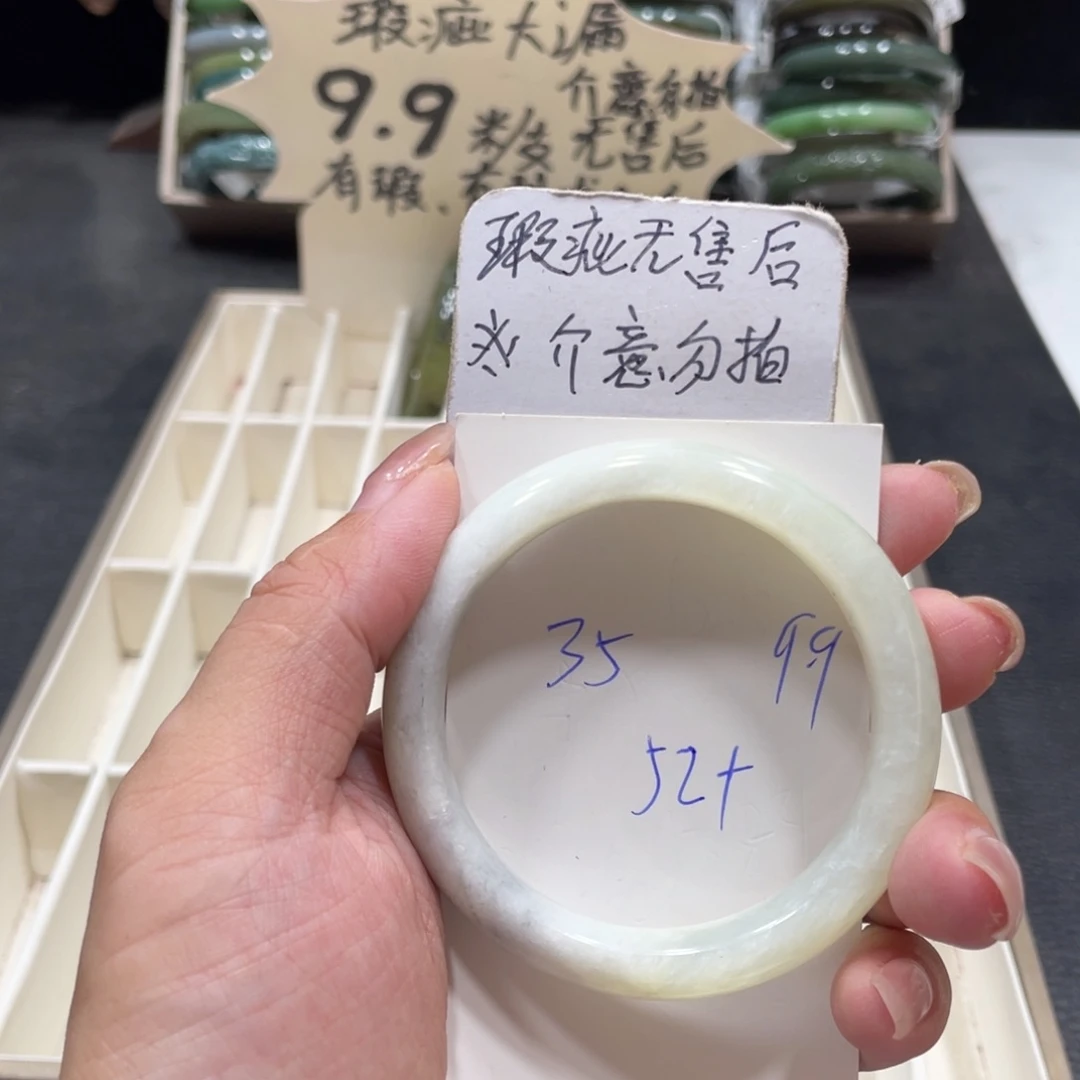 瑕疵大漏
9.9 米/发
介意勿拍
无售后
有瑕、
瑕疵无售后
介意勿拍
35
99
52+